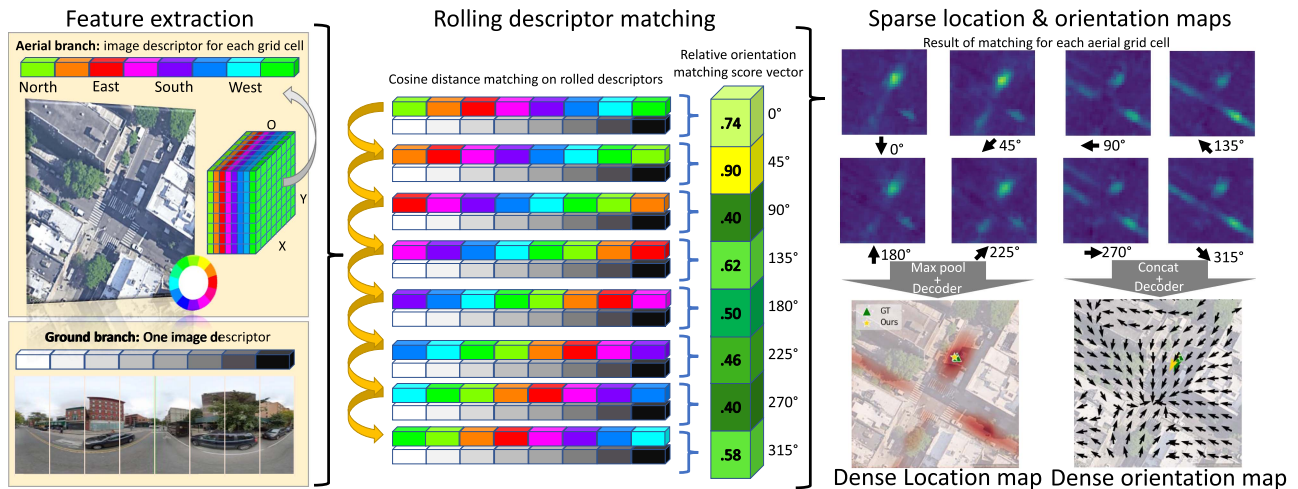 Feature extraction
Aerial branch: image descriptor for each grid cell
North East South West
O
Y
X
Ground branch: One image descriptor
Rolling descriptor matching
Cosine distance matching on rolled descriptors
Relative orientation
matching score vector
.74 0°
.90 45°
.40 90°
.62 135°
.50 180°
.46 225°
.40 270°
.58 315°
Sparse location & orientation maps
Result of matching for each aerial grid cell
0° 45° 90° 135°
180° 225° 270° 315°
Max pool
+
Decoder
Concat
+
Decoder
GT
Ours
Dense Location map
Dense orientation map